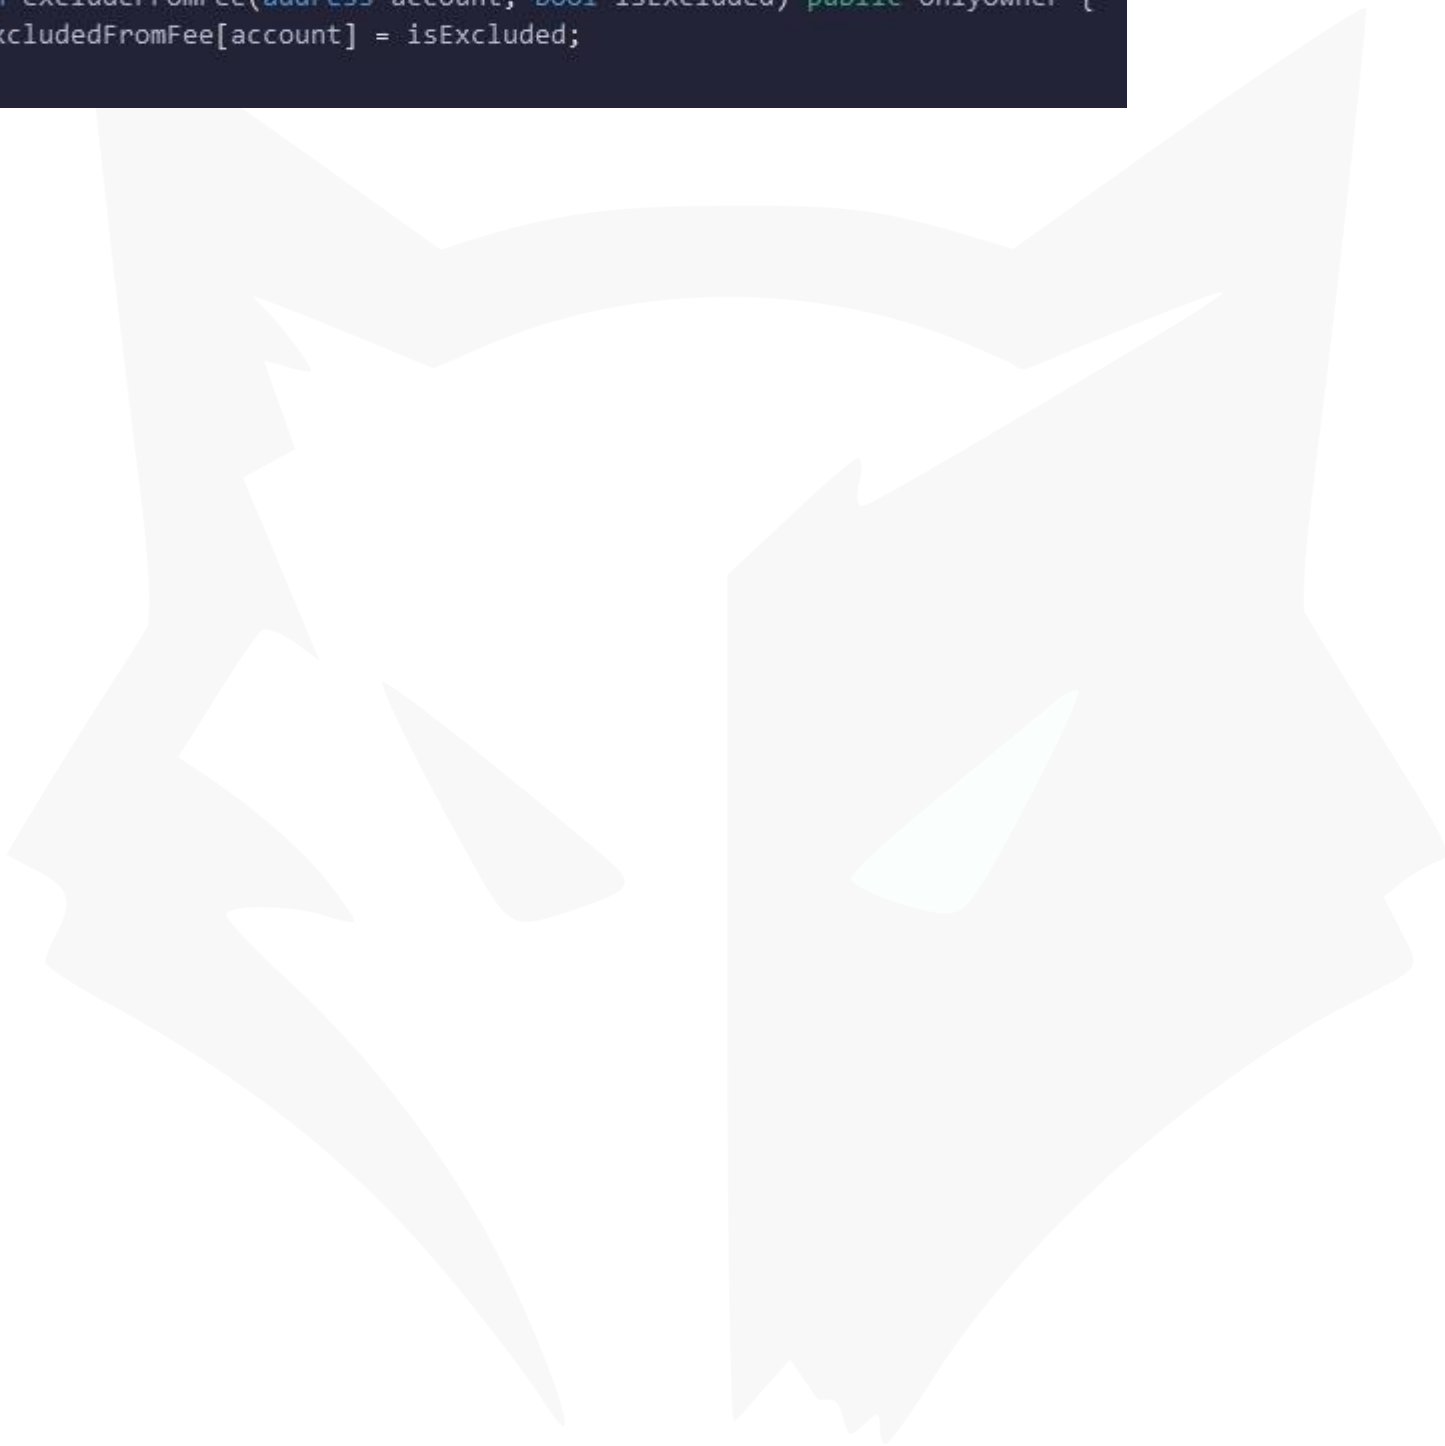 excludeFromFee(address account, bool isExcluded) public onlyOwner {
xcludedFromFee[account] = isExcluded;